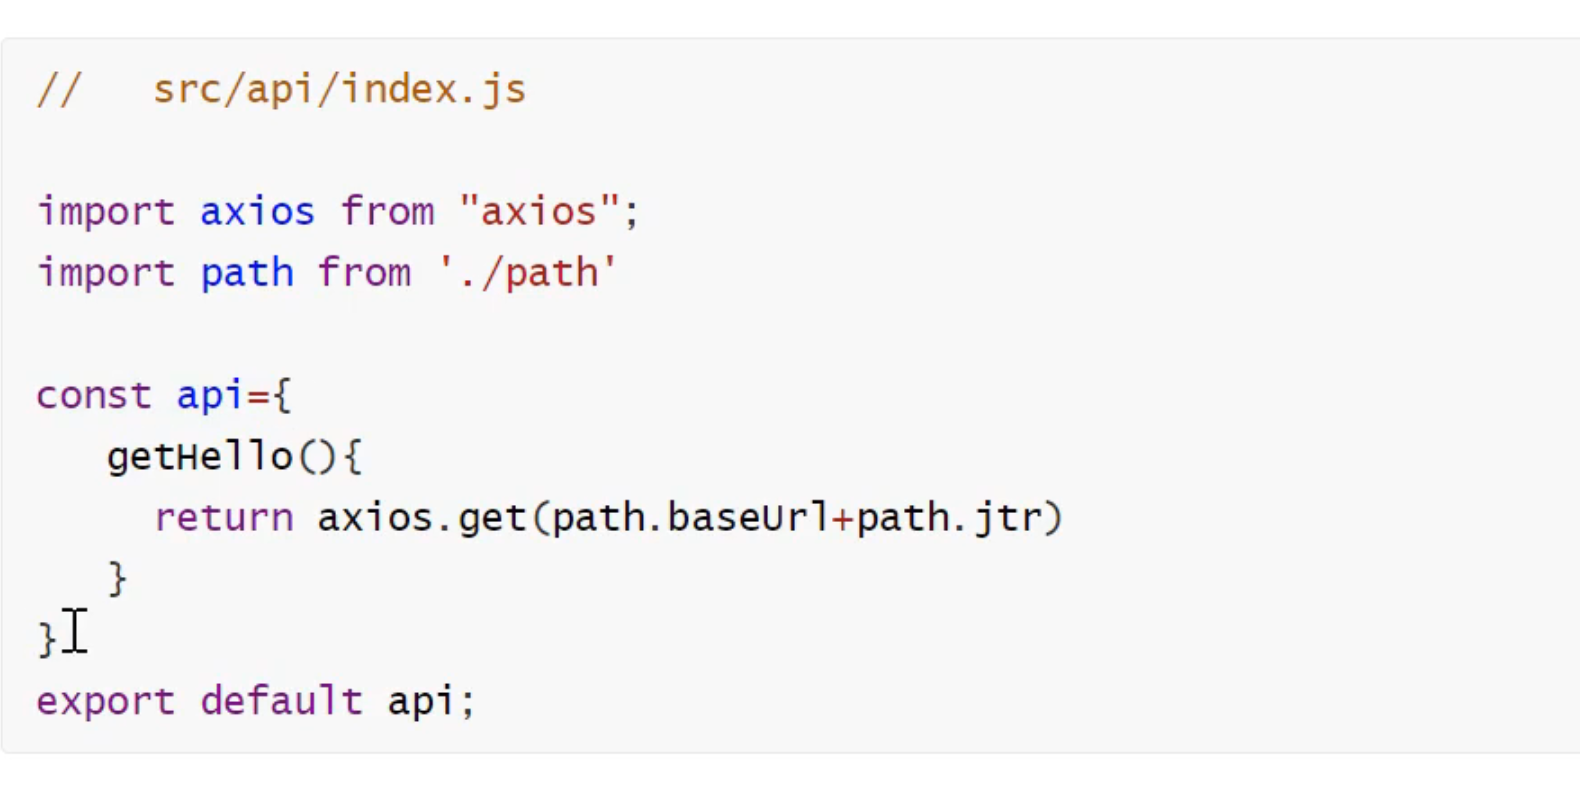 //   src/api/index.js
import axios from "axios";
import path from './path'
const api={
   getHello(){
     return axios.get(path.baseUrl+path.jtr)
   }
}
export default api;